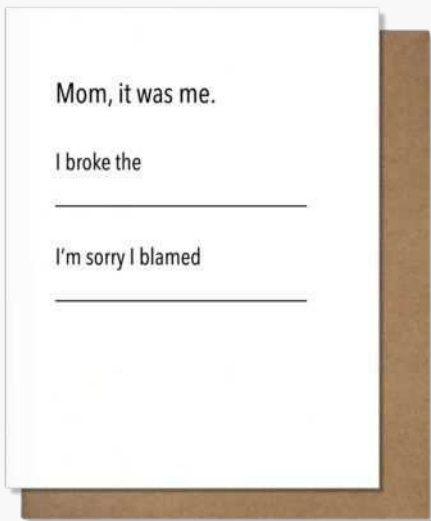 Mom, it was me.
I broke the
I'm sorry I blamed